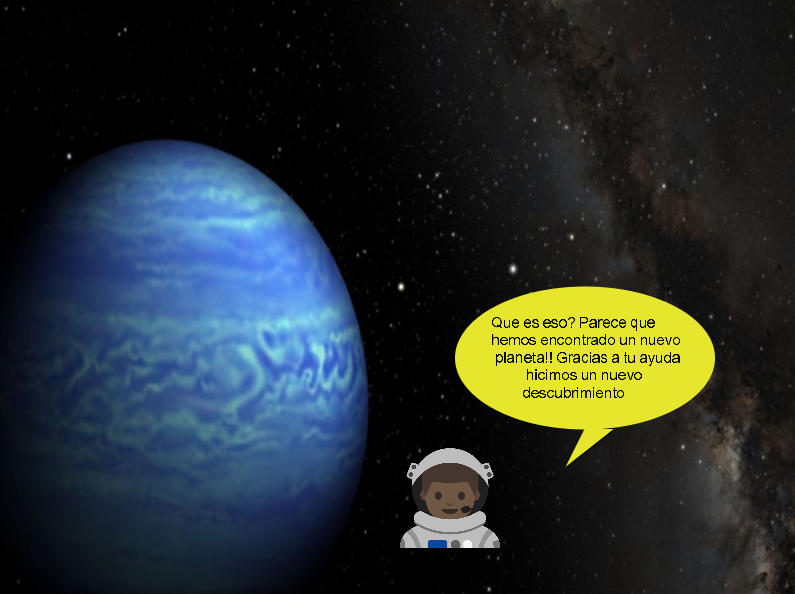 Que es eso? Parece que
hemos encontrado un nuevo
planeta!! Gracias a tu ayuda
hicimos un nuevo
descubrimiento